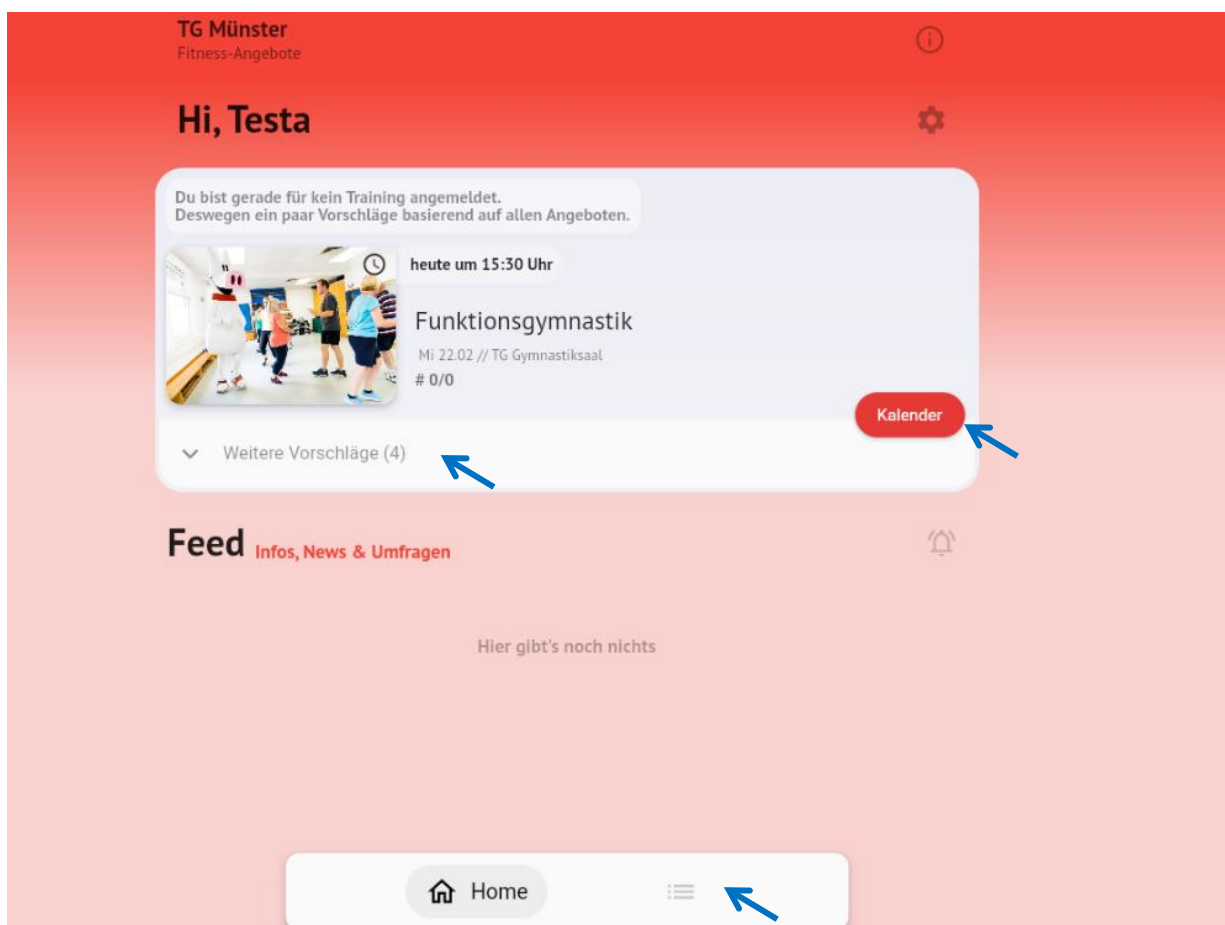 TG Münster
Fitness-Angebote
Hi, Testa
Du bist gerade für kein Training angemeldet.
Deswegen ein paar Vorschläge basierend auf allen Angeboten.
heute um 15:30 Uhr
Funktionsgymnastik
Mi 22.02 // TG Gymnastiksaal
# 0/0
Kalender
Weitere Vorschläge (4)
Feed Infos, News & Umfragen
Hier gibt's noch nichts
Home